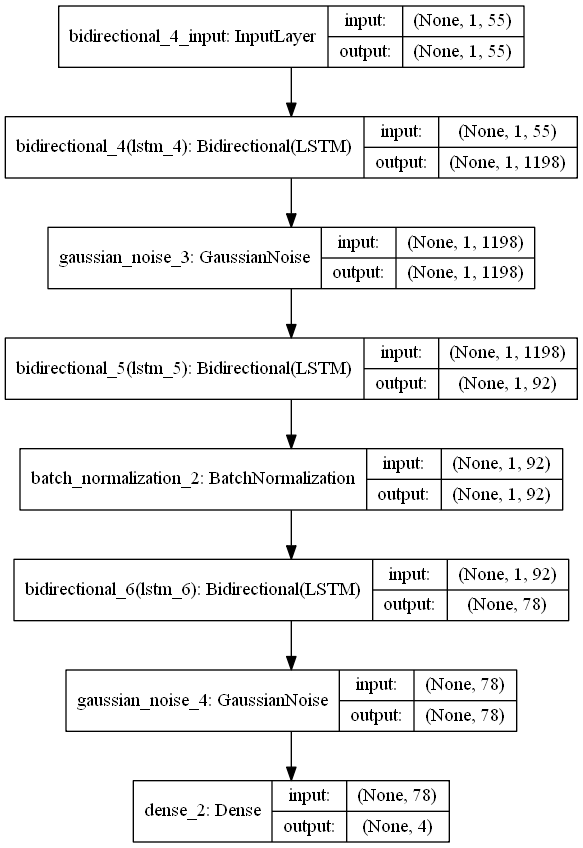 bidirectional_4_input: InputLayer
input: (None, 1, 55)
output: (None, 1, 55)
bidirectional_4(lstm_4): Bidirectional(LSTM)
input: (None, 1, 55)
output: (None, 1, 1198)
gaussian_noise_3: GaussianNoise
input: (None, 1, 1198)
output: (None, 1, 1198)
bidirectional_5(lstm_5): Bidirectional(LSTM)
input: (None, 1, 1198)
output: (None, 1, 92)
batch_normalization_2: BatchNormalization
input: (None, 1, 92)
output: (None, 1, 92)
bidirectional_6(lstm_6): Bidirectional(LSTM)
input: (None, 1, 92)
output: (None, 78)
gaussian_noise_4: GaussianNoise
input: (None, 78)
output: (None, 78)
dense_2: Dense
input: (None, 78)
output: (None, 4)